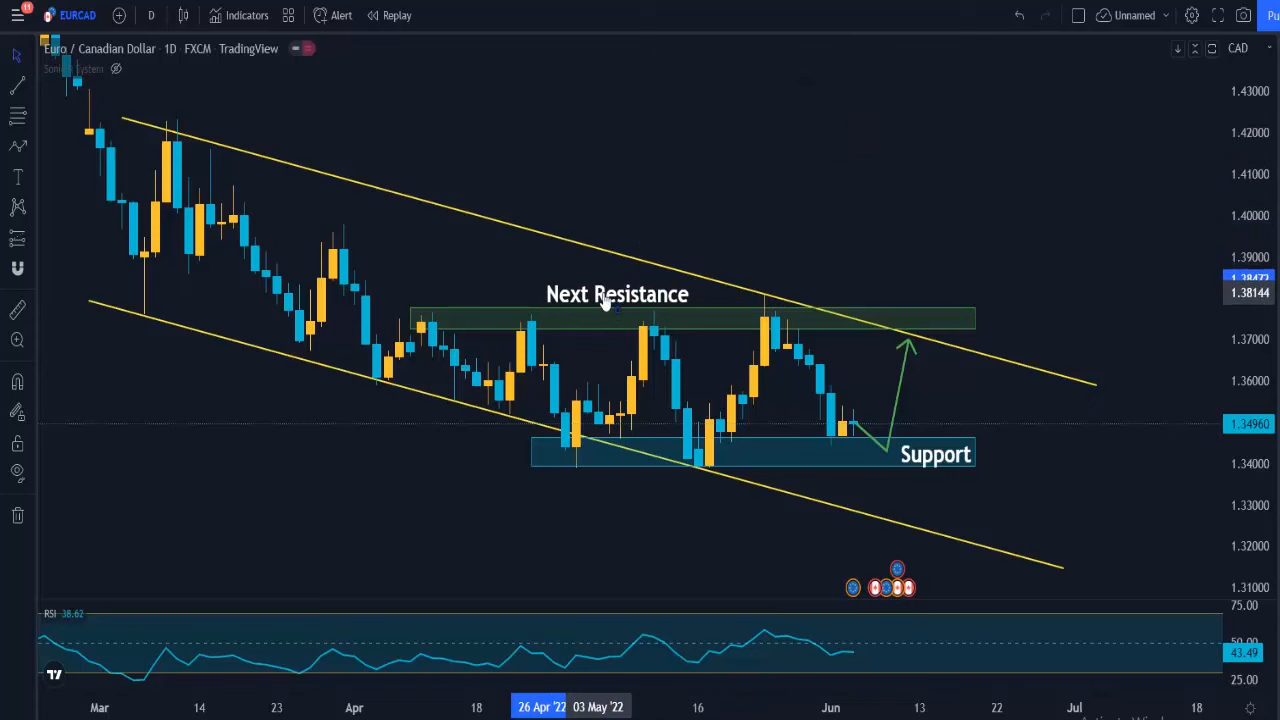 11
EURCAD D Indicators Alert Replay Unnamed Pu
Euro / Canadian Dollar · 1D · FXCM · TradingView
CAD
1.43000
1.42000
1.41000
1.40000
1.39000
1.38144
Next Resistance
1.37000
1.36000
1.34960
Support
1.34000
1.33000
1.32000
1.31000
RSI 38.62
75.00
43.49
25.00
Mar 14 23 Apr 18 26 Apr '22 03 May '22 16 Jun 13 22 Jul 18